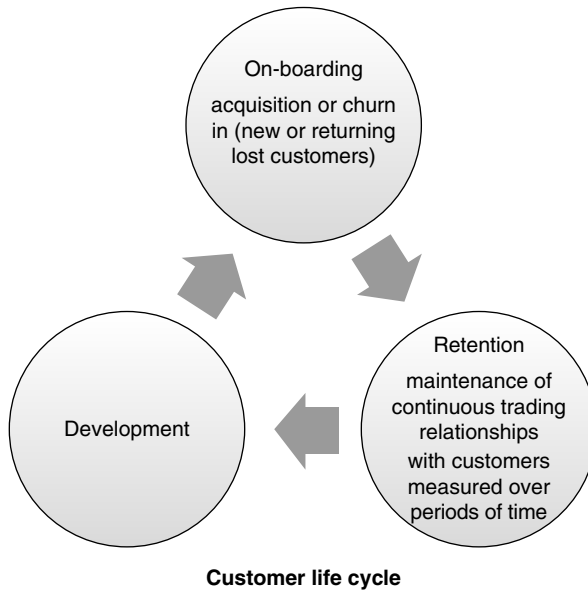 On-boarding
acquisition or churn
in (new or returning
lost customers)
Retention
maintenance of
continuous trading
relationships
with customers
measured over
periods of time
Development
Customer life cycle